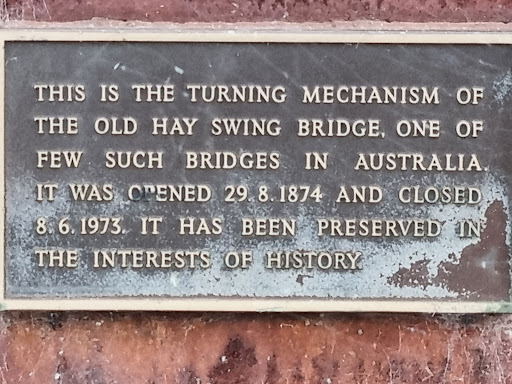 THIS IS THE TURNING MECHANISM OF
THE OLD HAY SWING BRIDGE, ONE OF
FEW SUCH BRIDGES IN AUSTRALIA.
IT WAS OPENED 29.8.1874 AND CLOSED
8.6.1973. IT HAS BEEN PRESERVED IN
THE INTERESTS OF HISTORY.